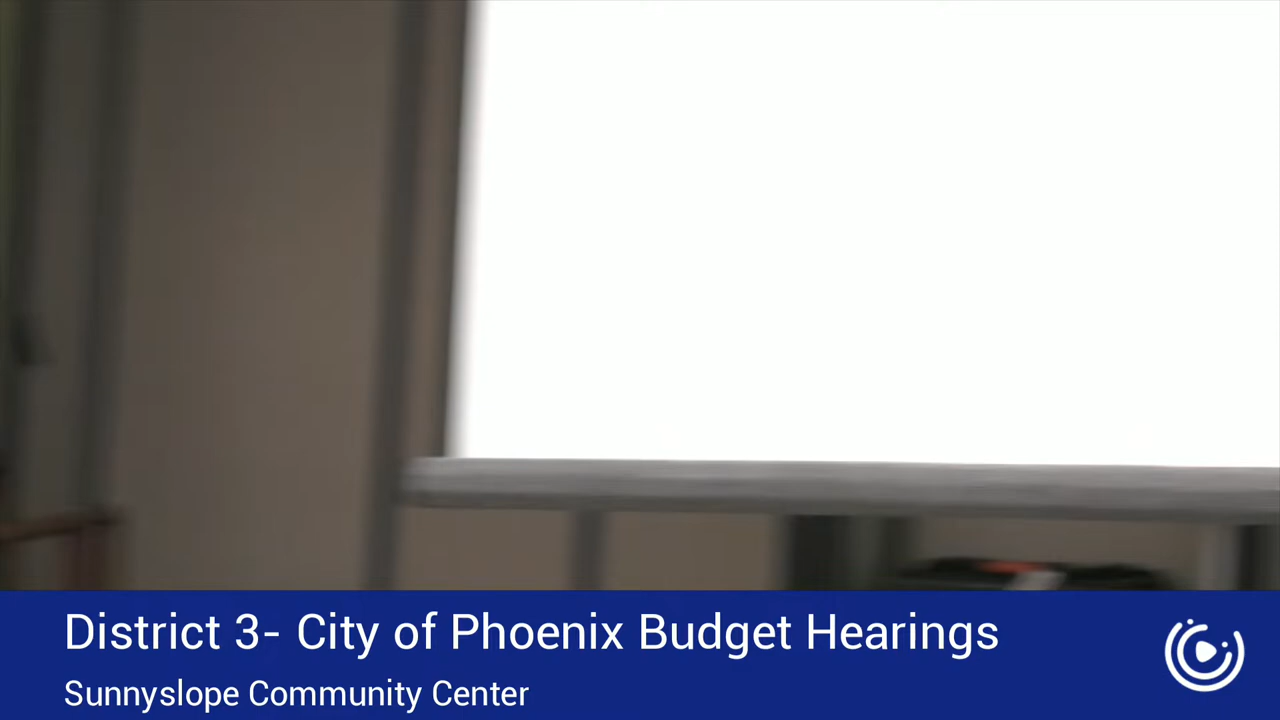 District 3- City of Phoenix Budget Hearings
Sunnyslope Community Center